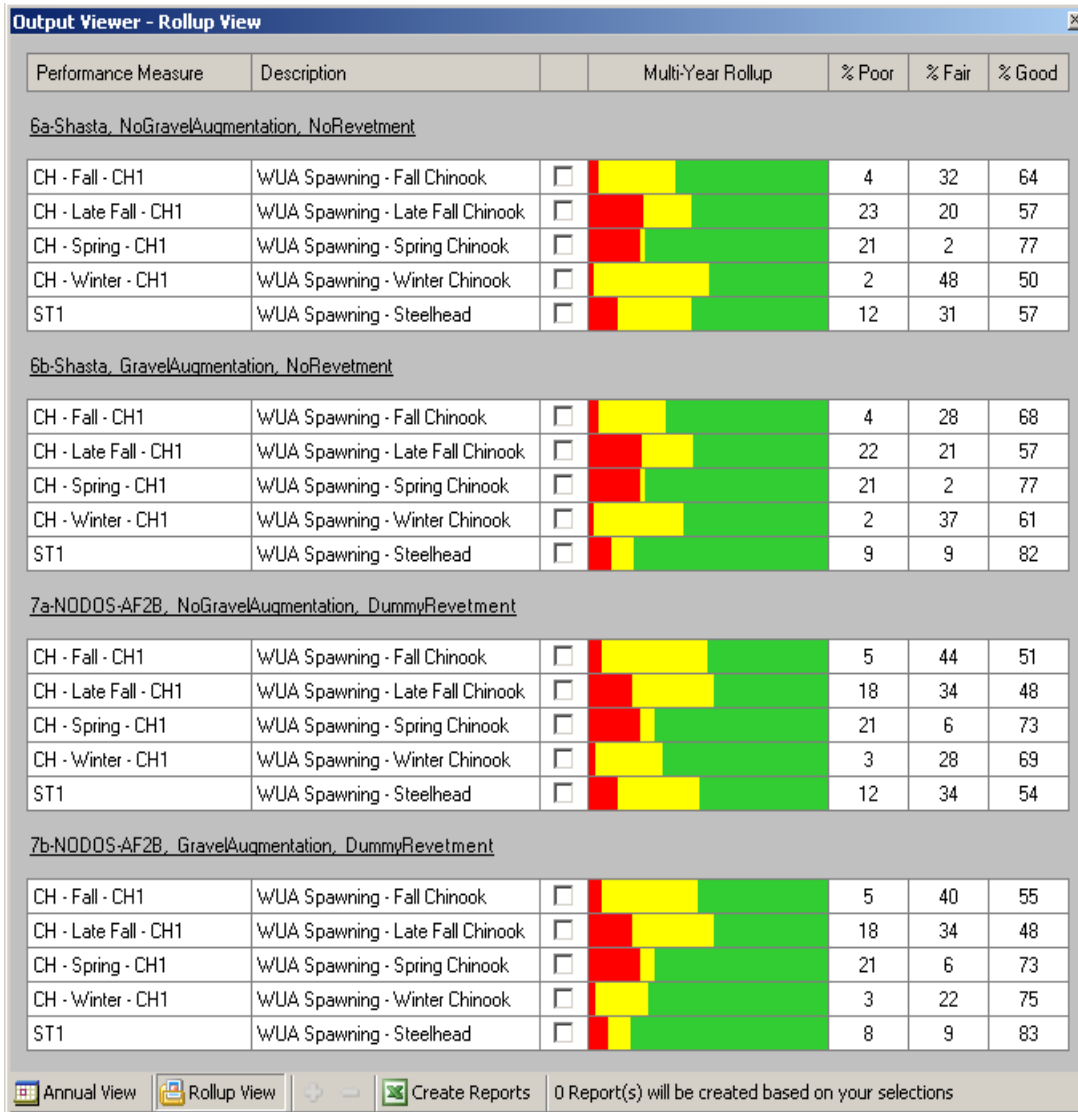 Output Viewer - Rollup View
Performance Measure Description Multi-Year Rollup % Poor % Fair % Good
6a-Shasta, NoGravelAugmentation, NoRevetment
CH - Fall - CH1 WUA Spawning - Fall Chinook 4 32 64
CH - Late Fall - CH1 WUA Spawning - Late Fall Chinook 23 20 57
CH - Spring - CH1 WUA Spawning - Spring Chinook 21 2 77
CH - Winter - CH1 WUA Spawning - Winter Chinook 2 48 50
ST1 WUA Spawning - Steelhead 12 31 57
6b-Shasta, GravelAugmentation, NoRevetment
CH - Fall - CH1 WUA Spawning - Fall Chinook 4 28 68
CH - Late Fall - CH1 WUA Spawning - Late Fall Chinook 22 21 57
CH - Spring - CH1 WUA Spawning - Spring Chinook 21 2 77
CH - Winter - CH1 WUA Spawning - Winter Chinook 2 37 61
ST1 WUA Spawning - Steelhead 9 9 82
7a-NODOS-AF2B, NoGravelAugmentation, DummyRevetment
CH - Fall - CH1 WUA Spawning - Fall Chinook 5 44 51
CH - Late Fall - CH1 WUA Spawning - Late Fall Chinook 18 34 48
CH - Spring - CH1 WUA Spawning - Spring Chinook 21 6 73
CH - Winter - CH1 WUA Spawning - Winter Chinook 3 28 69
ST1 WUA Spawning - Steelhead 12 34 54
7b-NODOS-AF2B, GravelAugmentation, DummyRevetment
CH - Fall - CH1 WUA Spawning - Fall Chinook 5 40 55
CH - Late Fall - CH1 WUA Spawning - Late Fall Chinook 18 34 48
CH - Spring - CH1 WUA Spawning - Spring Chinook 21 6 73
CH - Winter - CH1 WUA Spawning - Winter Chinook 3 22 75
ST1 WUA Spawning - Steelhead 8 9 83
Annual View Rollup View Create Reports 0 Report(s) will be created based on your selections